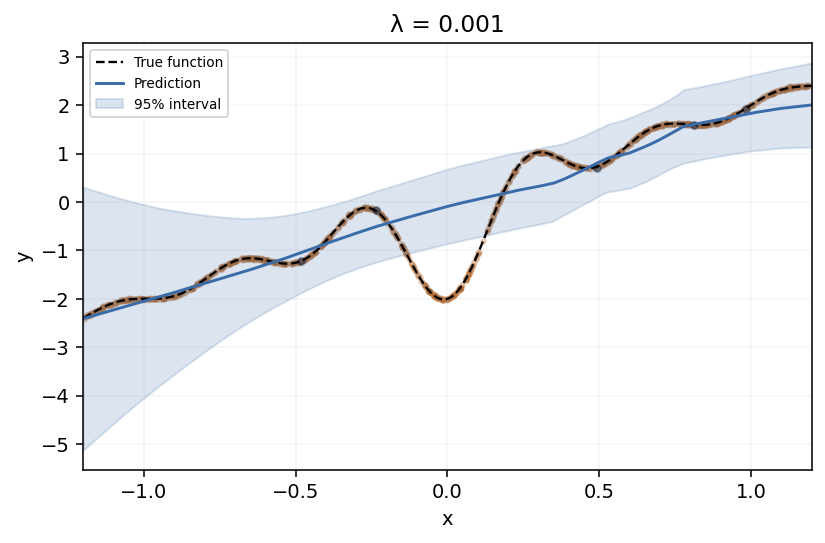 λ = 0.001
True function
Prediction
95% interval
y
3
2
1
0
−1
−2
−3
−4
−5
−1.0 −0.5 0.0 0.5 1.0
x